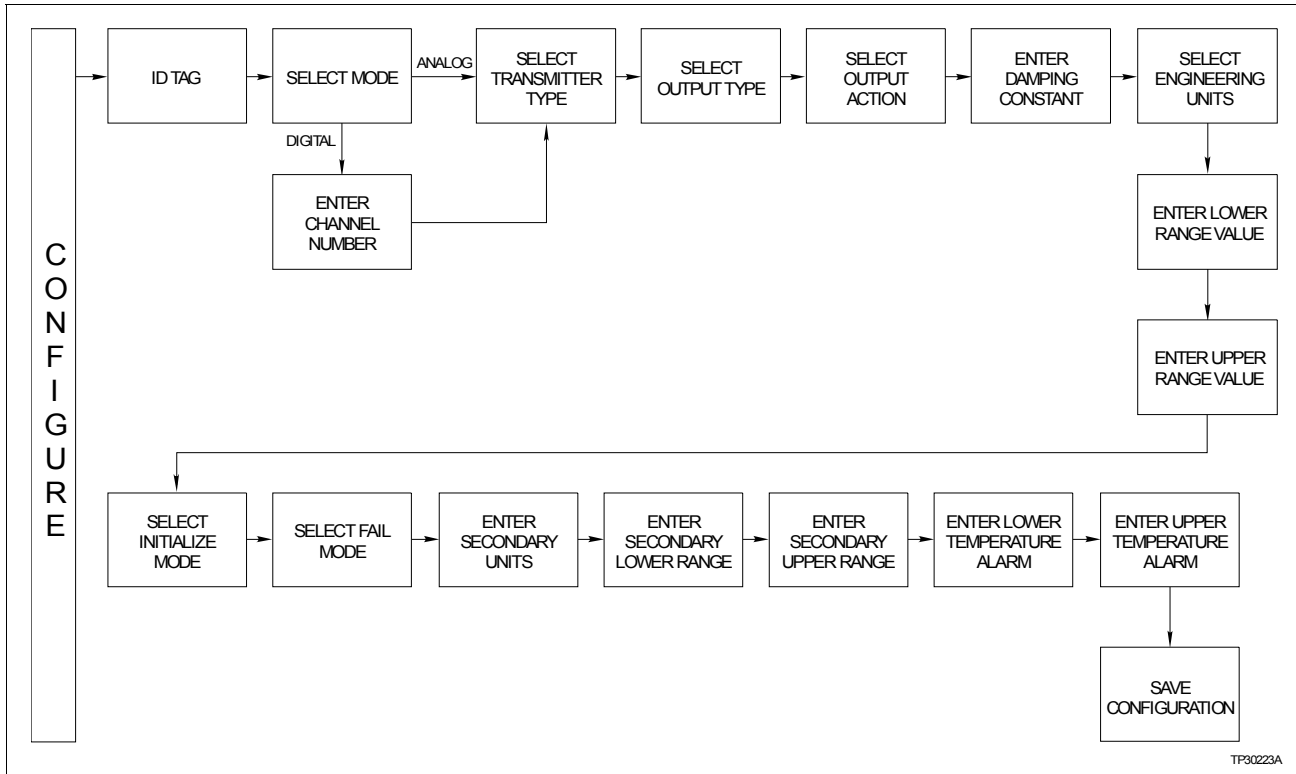 CONFIGURE
ID TAG
SELECT MODE
ANALOG
SELECT
TRANSMITTER
TYPE
SELECT
OUTPUT TYPE
SELECT
OUTPUT
ACTION
ENTER
DAMPING
CONSTANT
SELECT
ENGINEERING
UNITS
DIGITAL
ENTER
CHANNEL
NUMBER
ENTER LOWER
RANGE VALUE
ENTER UPPER
RANGE VALUE
SELECT
INITIALIZE
MODE
SELECT FAIL
MODE
ENTER
SECONDARY
UNITS
ENTER
SECONDARY
LOWER RANGE
ENTER
SECONDARY
UPPER RANGE
ENTER LOWER
TEMPERATURE
ALARM
ENTER UPPER
TEMPERATURE
ALARM
SAVE
CONFIGURATION
TP30223A